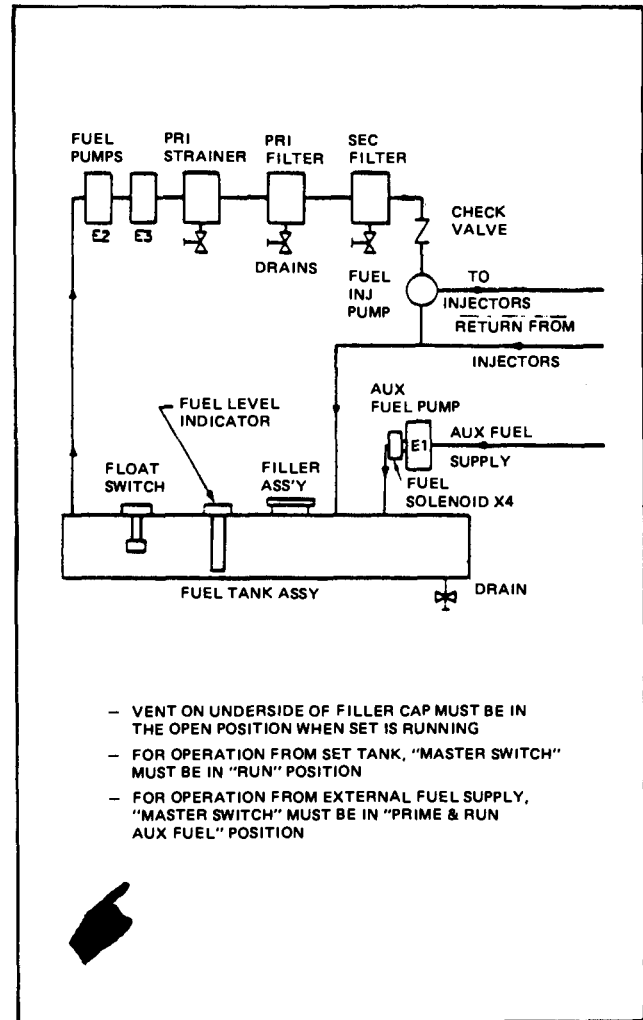 FUEL
PUMPS
PRI
STRAINER
PRI
FILTER
SEC
FILTER
E2
E3
DRAINS
CHECK
VALVE
FUEL
INJ
PUMP
TO
INJECTORS
RETURN FROM
INJECTORS
AUX
FUEL PUMP
FUEL LEVEL
INDICATOR
E1
AUX FUEL
SUPPLY
FLOAT
SWITCH
FILLER
ASS'Y
FUEL
SOLENOID X4
FUEL TANK ASSY
DRAIN
– VENT ON UNDERSIDE OF FILLER CAP MUST BE IN
THE OPEN POSITION WHEN SET IS RUNNING
– FOR OPERATION FROM SET TANK, "MASTER SWITCH"
MUST BE IN "RUN" POSITION
– FOR OPERATION FROM EXTERNAL FUEL SUPPLY,
"MASTER SWITCH" MUST BE IN "PRIME & RUN
AUX FUEL" POSITION